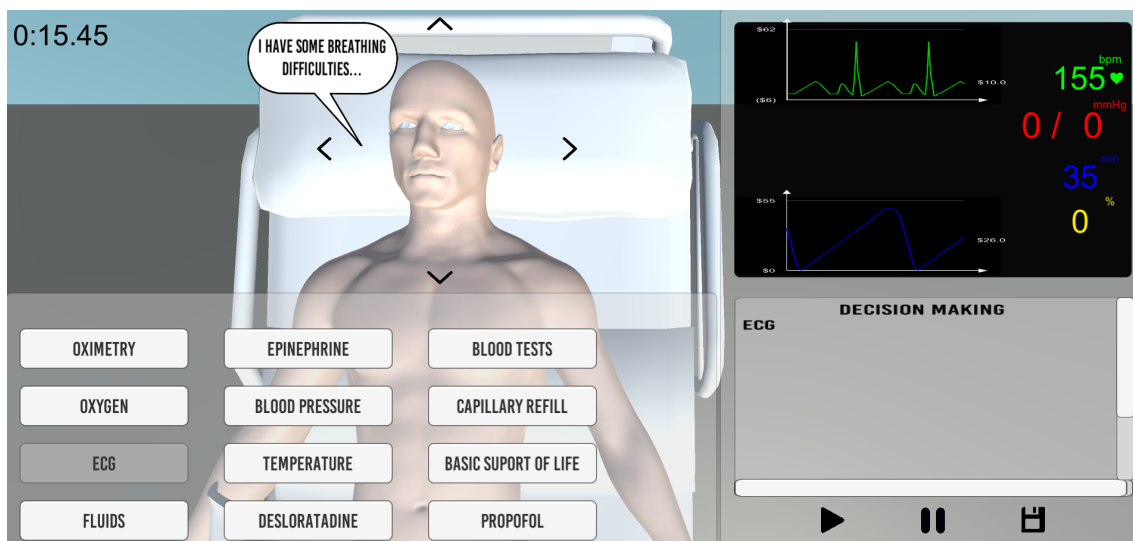 0:15.45
I HAVE SOME BREATHING
DIFFICULTIES...
$62
($6)
$10.0
bpm
155
mmHg
0 / 0
min
35
%
0
$55
$0
$26.0
DECISION MAKING
ECG
OXIMETRY
EPINEPHRINE
BLOOD TESTS
OXYGEN
BLOOD PRESSURE
CAPILLARY REFILL
ECG
TEMPERATURE
BASIC SUPORT OF LIFE
FLUIDS
DESLORATADINE
PROPOFOL